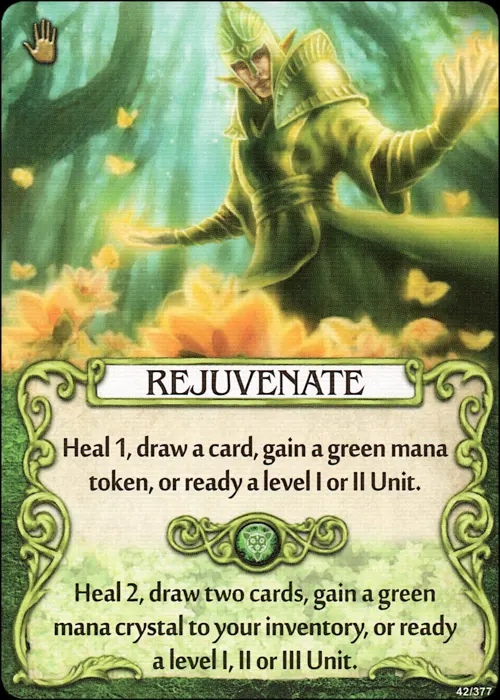 REJUVENATE
Heal 1, draw a card, gain a green mana
token, or ready a level I or II Unit.
Heal 2, draw two cards, gain a green
mana crystal to your inventory, or ready
a level I, II or III Unit.
42/377